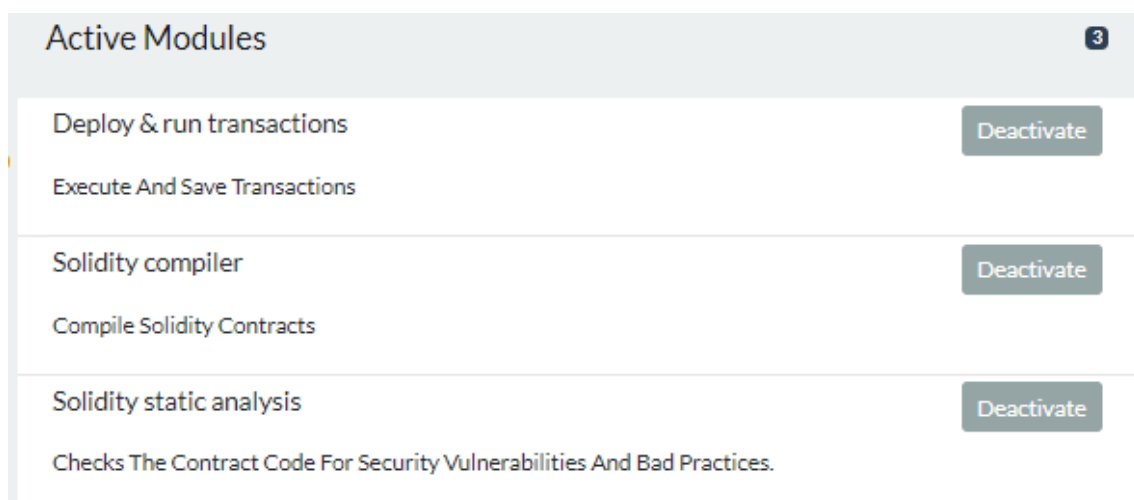 Active Modules 3
Deploy & run transactions Deactivate
Execute And Save Transactions
Solidity compiler Deactivate
Compile Solidity Contracts
Solidity static analysis Deactivate
Checks The Contract Code For Security Vulnerabilities And Bad Practices.